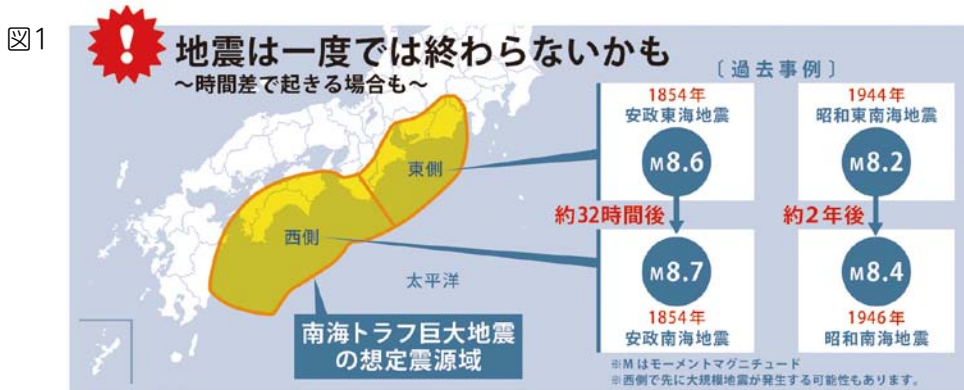 図1
地震は一度では終わらないかも
～時間差で起きる場合も～
〔過去事例〕
1854年
安政東海地震
M8.6
約32時間後
M8.7
1854年
安政南海地震
1944年
昭和東南海地震
M8.2
約2年後
M8.4
1946年
昭和南海地震
東側
西側
太平洋
南海トラフ巨大地震
の想定震源域
※Mはモーメントマグニチュード
※西側で先に大規模地震が発生する可能性もあります。